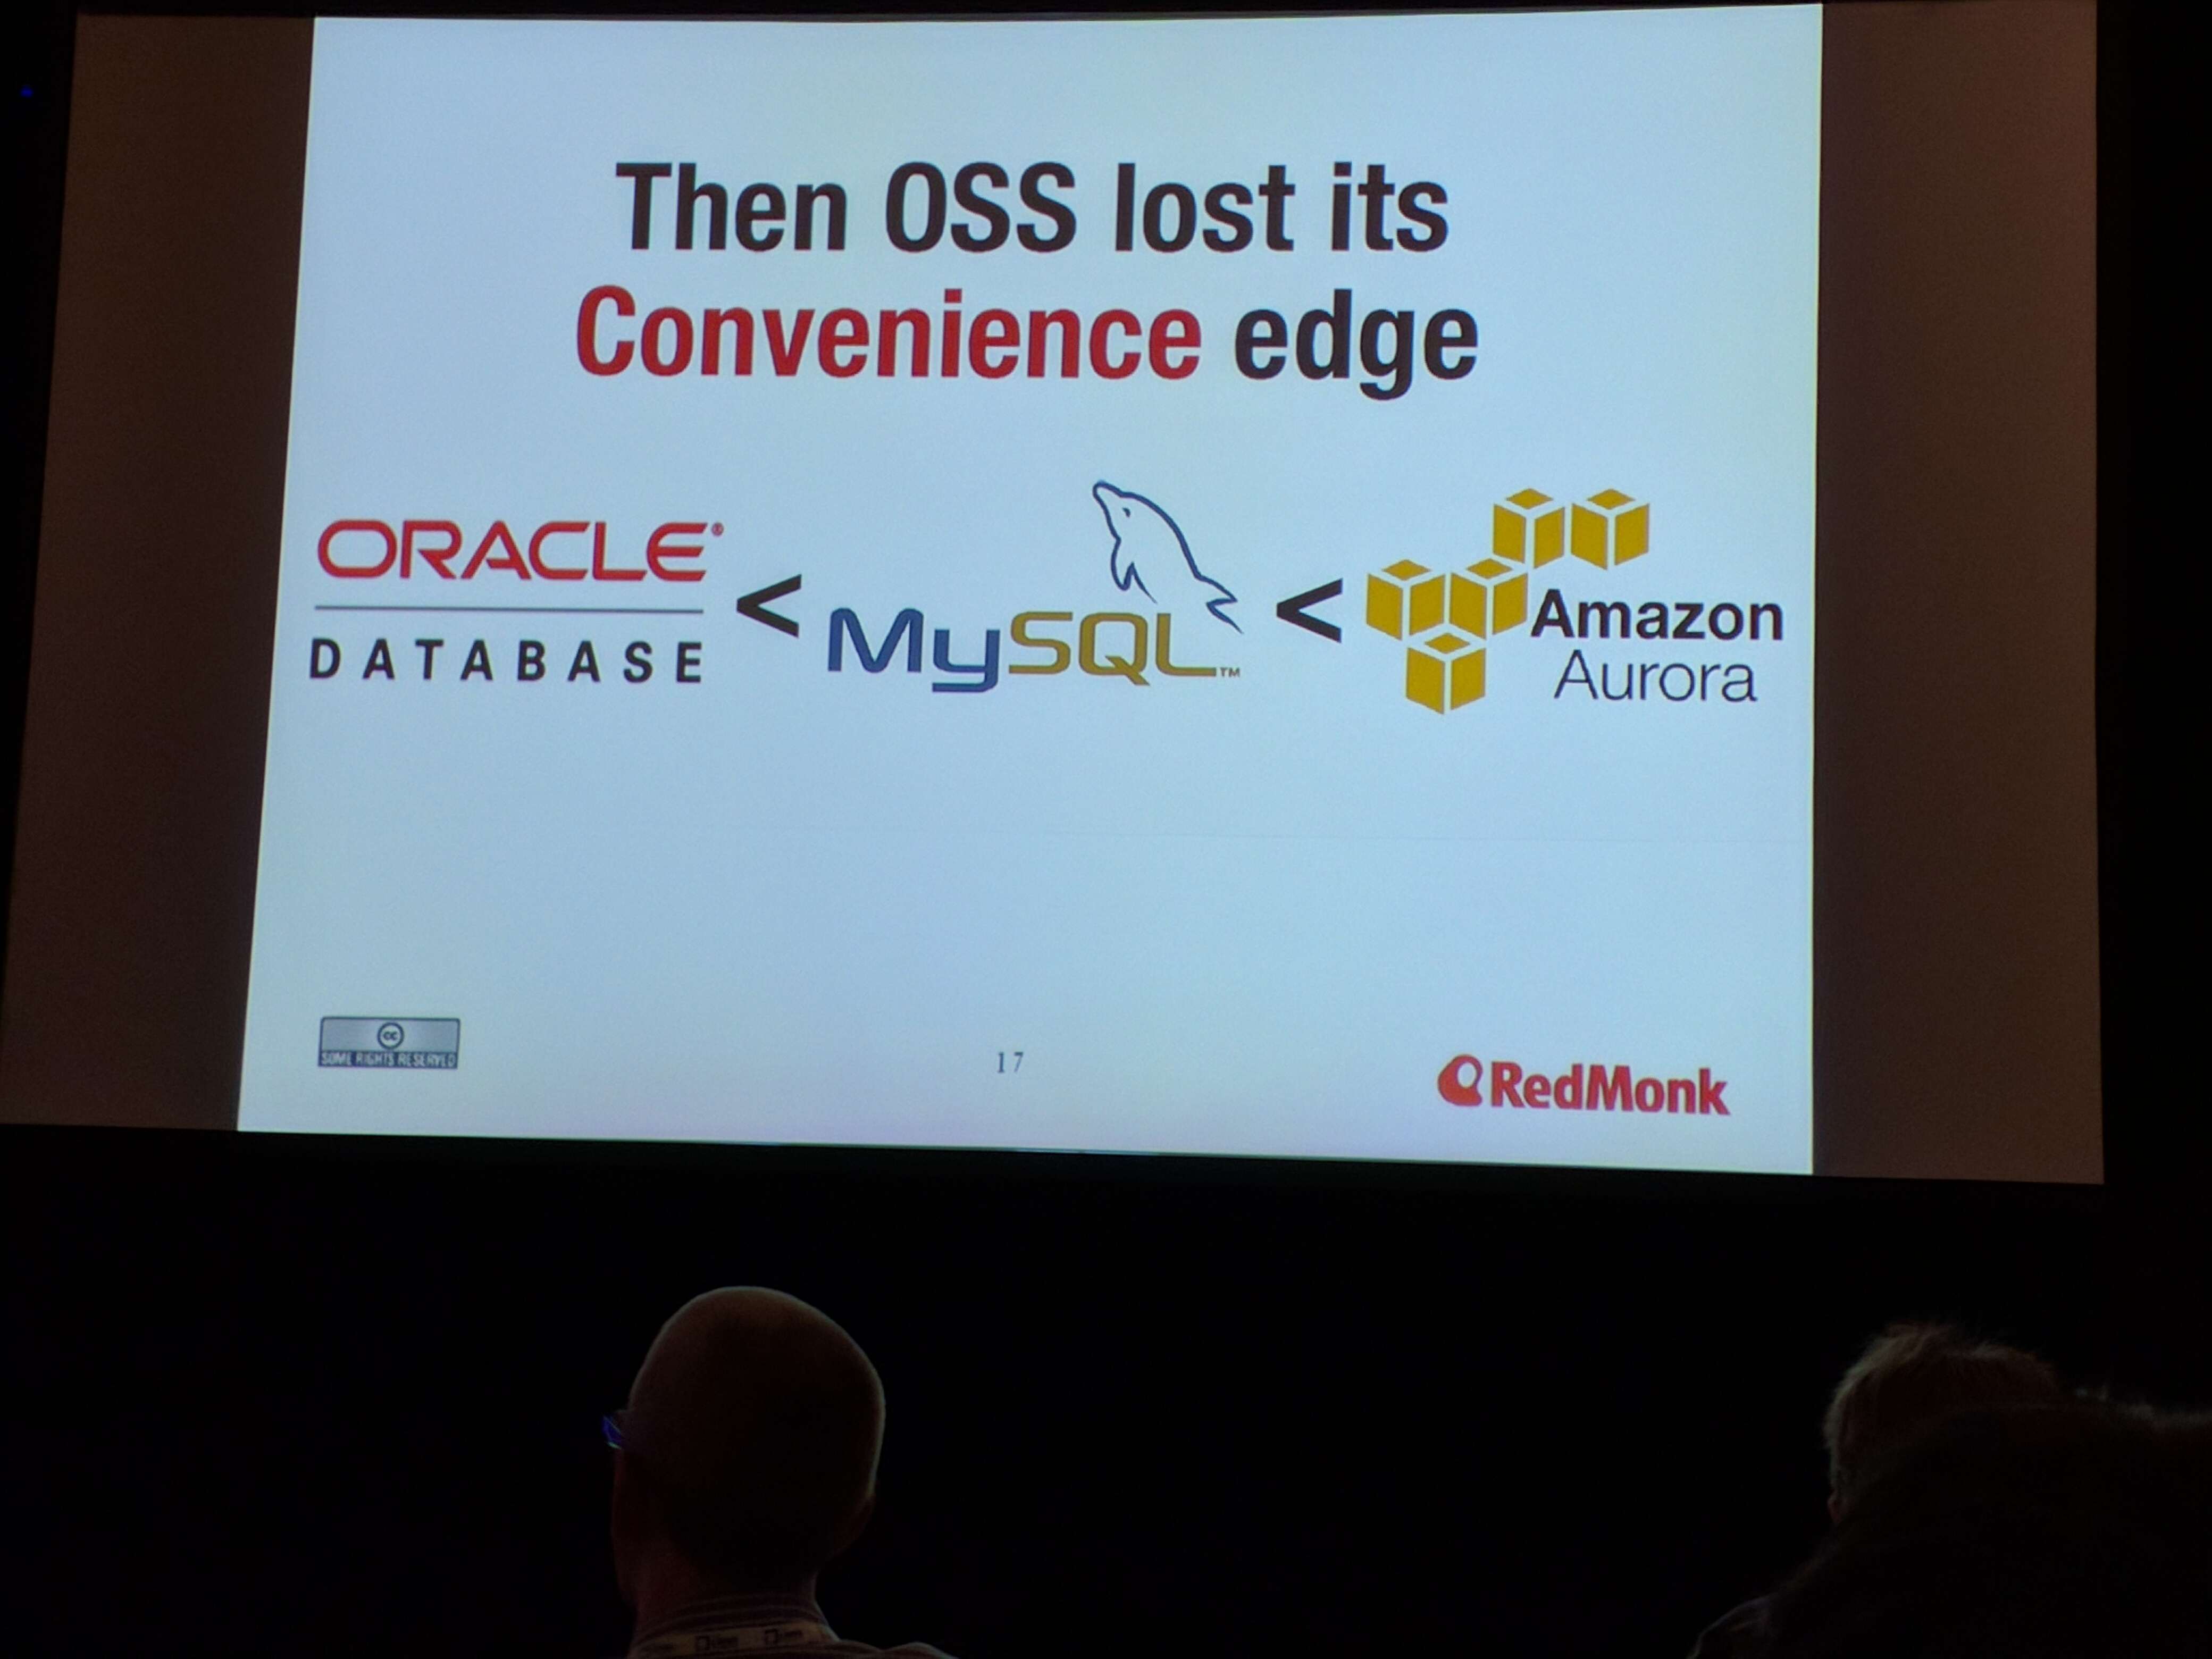 Then OSS lost its
Convenience edge
ORACLE®
DATABASE
<
MySQL™
<
Amazon
Aurora
cc
SOME RIGHTS RESERVED
17
RedMonk